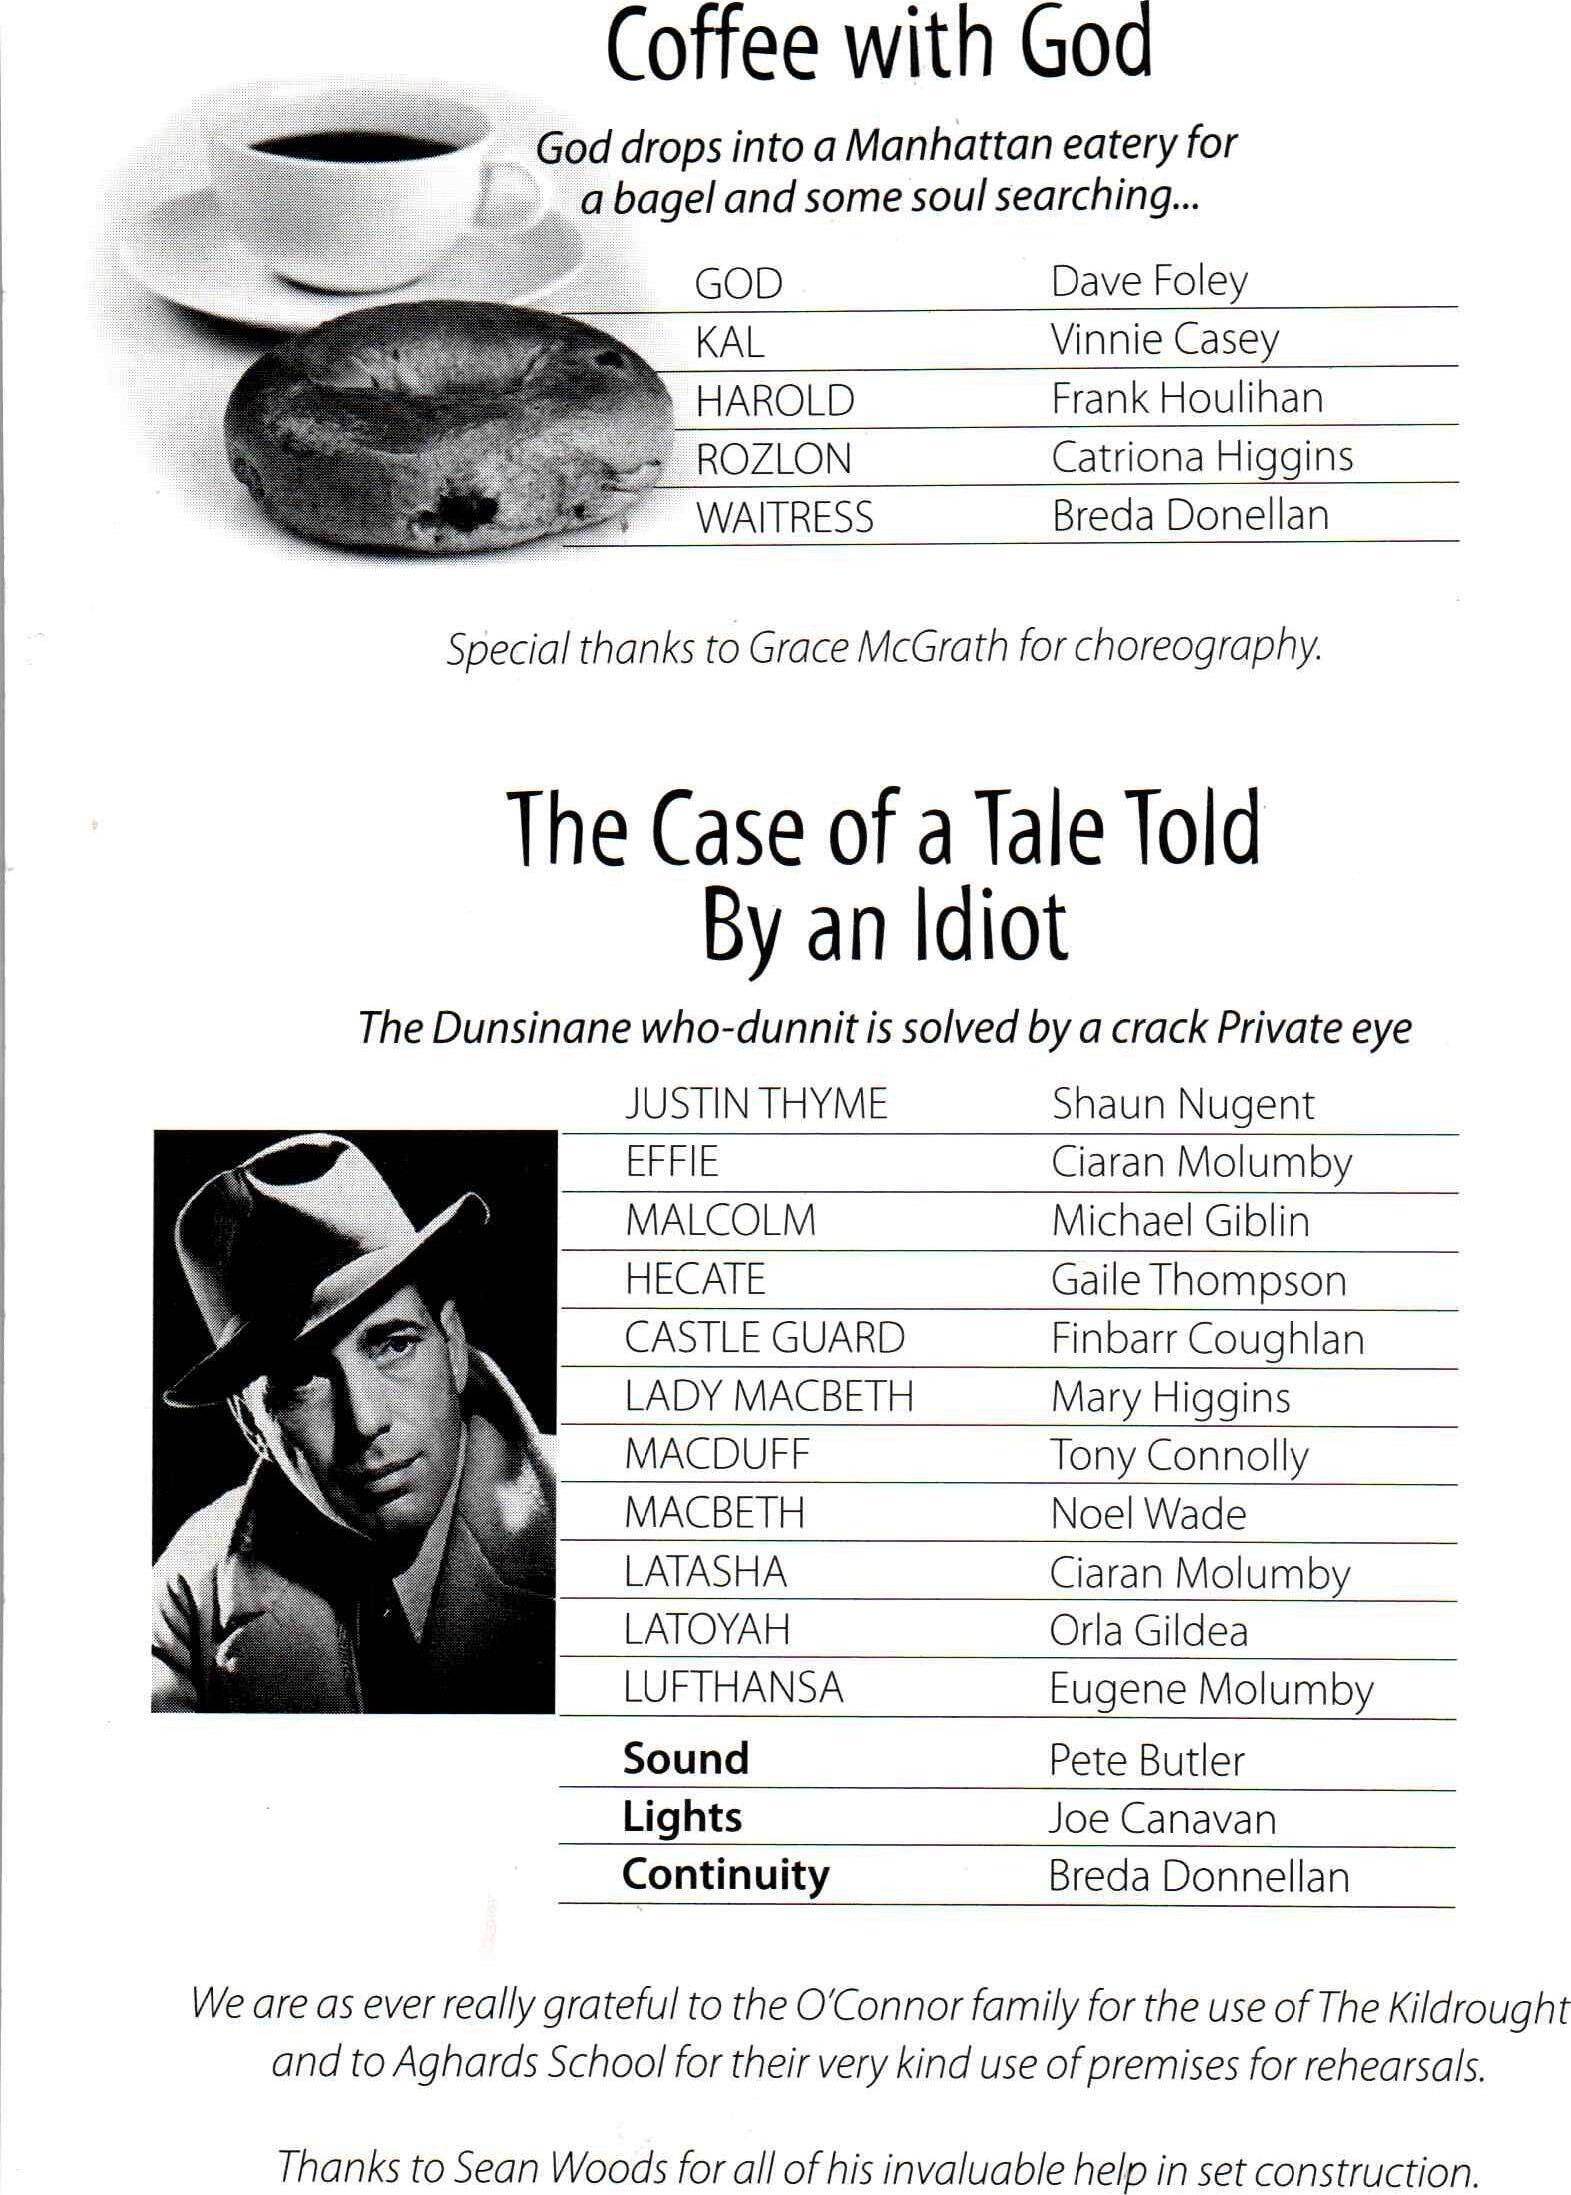 Coffee with God
God drops into a Manhattan eatery for
a bagel and some soul searching...
GOD Dave Foley
KAL Vinnie Casey
HAROLD Frank Houlihan
ROZLON Catriona Higgins
WAITRESS Breda Donellan
Special thanks to Grace McGrath for choreography.
The Case of a Tale Told
By an Idiot
The Dunsinane who-dunnit is solved by a crack Private eye
JUSTIN THYME Shaun Nugent
EFFIE Ciaran Molumby
MALCOLM Michael Giblin
HECATE Gaile Thompson
CASTLE GUARD Finbarr Coughlan
LADY MACBETH Mary Higgins
MACDUFF Tony Connolly
MACBETH Noel Wade
LATASHA Ciaran Molumby
LATOYAH Orla Gildea
LUFTHANSA Eugene Molumby
Sound Pete Butler
Lights Joe Canavan
Continuity Breda Donnellan
We are as ever really grateful to the O'Connor family for the use of The Kildrought
and to Aghards School for their very kind use of premises for rehearsals.
Thanks to Sean Woods for all of his invaluable help in set construction.